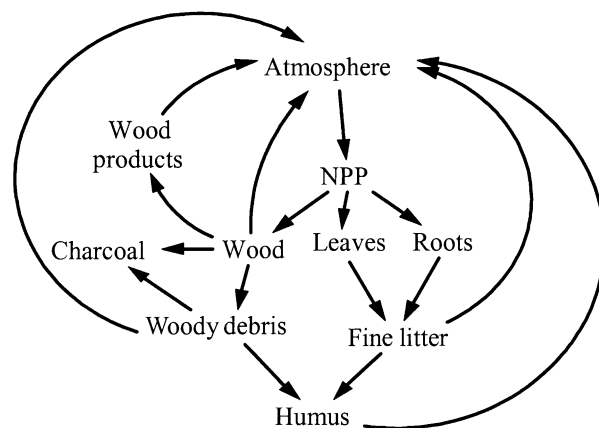 Atmosphere
Wood
products
NPP
Charcoal
Wood
Leaves
Roots
Woody debris
Fine litter
Humus